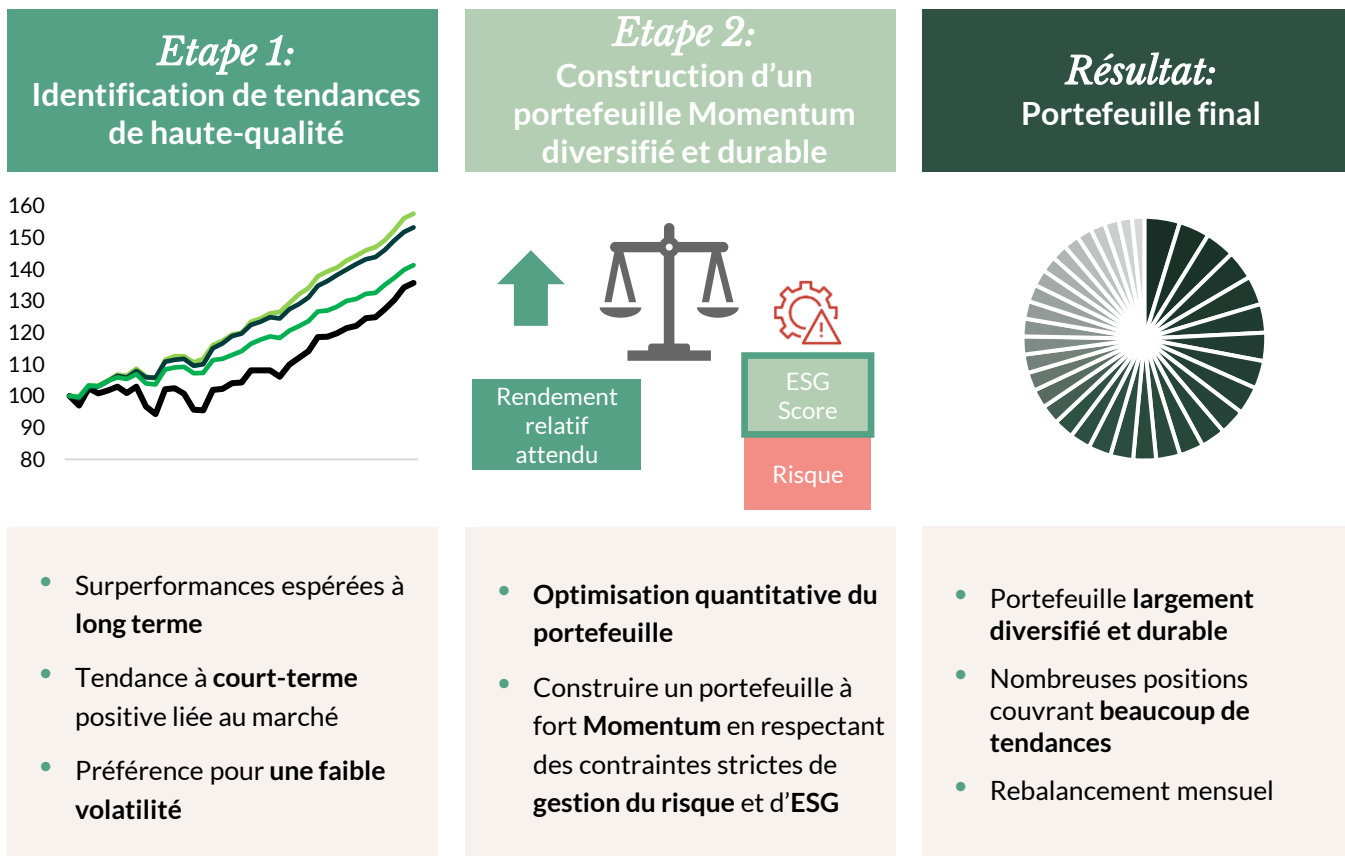 Etape 1:
Identification de tendances
de haute-qualité
160
150
140
130
120
110
100
90
80
• Surperformances espérées à
long terme
• Tendance à court-terme
positive liée au marché
• Préférence pour une faible
volatilité
Etape 2:
Construction d’un
portefeuille Momentum
diversifié et durable
Rendement
relatif
attendu
ESG
Score
Risque
• Optimisation quantitative du
portefeuille
• Construire un portefeuille à
fort Momentum en respectant
des contraintes strictes de
gestion du risque et d’ESG
Résultat:
Portefeuille final
• Portefeuille largement
diversifié et durable
• Nombreuses positions
couvrant beaucoup de
tendances
• Rebalancement mensuel